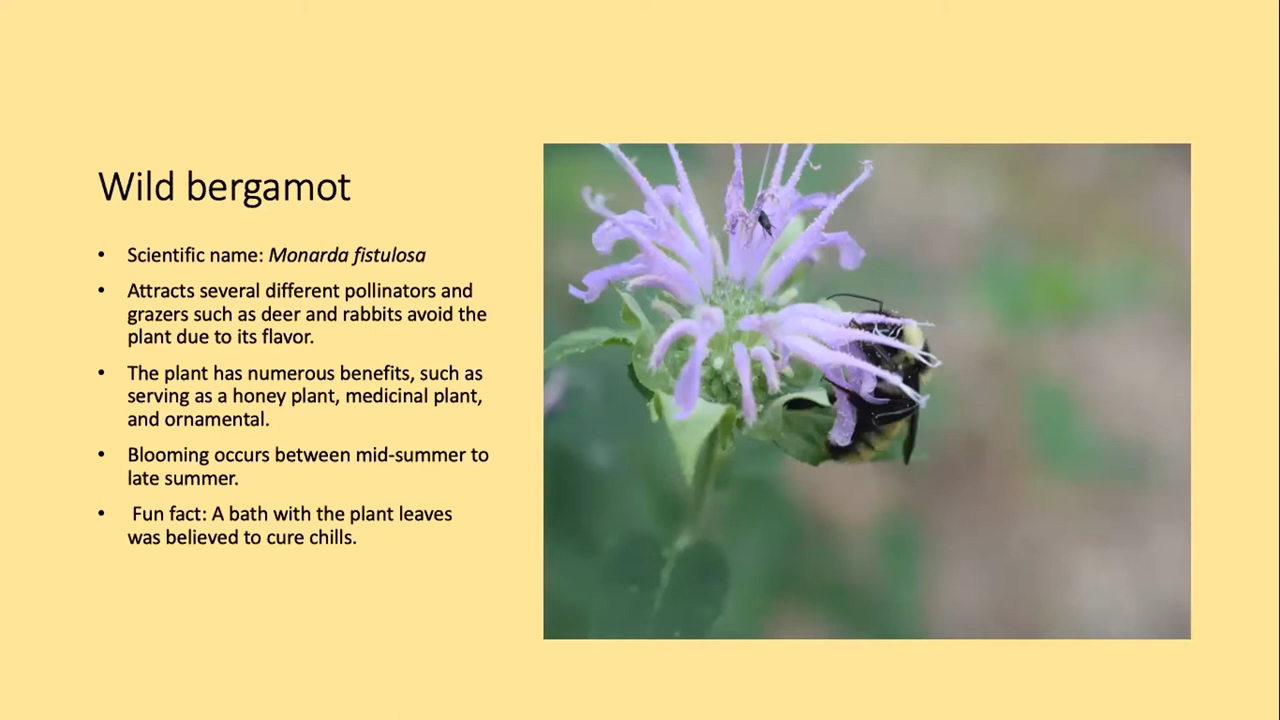 Wild bergamot
• Scientific name: Monarda fistulosa
• Attracts several different pollinators and
grazers such as deer and rabbits avoid the
plant due to its flavor.
• The plant has numerous benefits, such as
serving as a honey plant, medicinal plant,
and ornamental.
• Blooming occurs between mid-summer to
late summer.
• Fun fact: A bath with the plant leaves
was believed to cure chills.